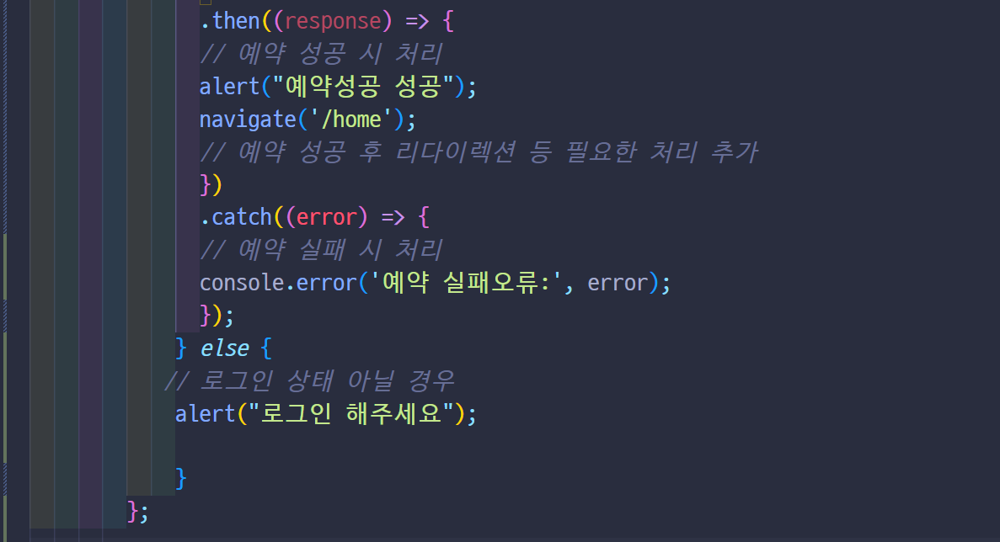 .then((response) => {
// 예약 성공 시 처리
alert("예약성공 성공");
navigate('/home');
// 예약 성공 후 리다이렉션 등 필요한 처리 추가
})
.catch((error) => {
// 예약 실패 시 처리
console.error('예약 실패오류:', error);
});
} else {
// 로그인 상태 아닐 경우
alert("로그인 해주세요");
}
};